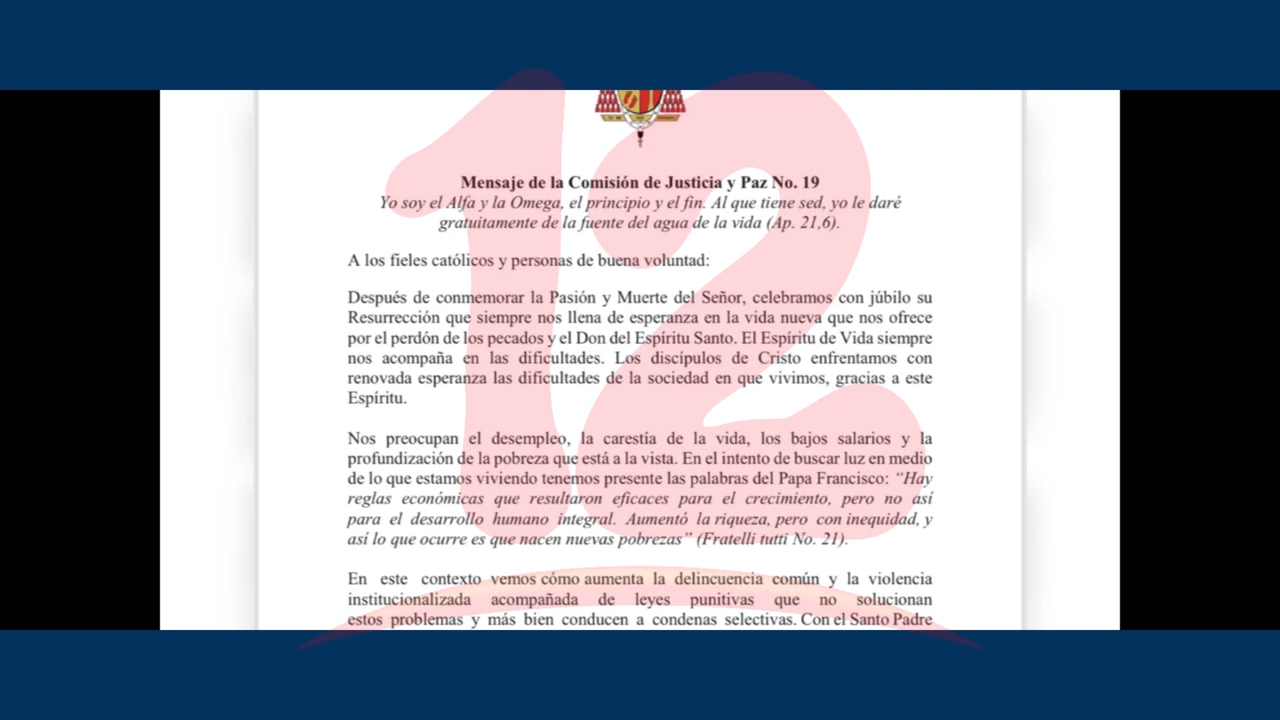 Mensaje de la Comisión de Justicia y Paz No. 19
Yo soy el Alfa y la Omega, el principio y el fin. Al que tiene sed, yo le daré
gratuitamente de la fuente del agua de la vida (Ap. 21,6).
A los fieles católicos y personas de buena voluntad:
Después de conmemorar la Pasión y Muerte del Señor, celebramos con júbilo su
Resurrección que siempre nos llena de esperanza en la vida nueva que nos ofrece
por el perdón de los pecados y el Don del Espíritu Santo. El Espíritu de Vida siempre
nos acompaña en las dificultades. Los discípulos de Cristo enfrentamos con
renovada esperanza las dificultades de la sociedad en que vivimos, gracias a este
Espíritu.
Nos preocupan el desempleo, la carestía de la vida, los bajos salarios y la
profundización de la pobreza que está a la vista. En el intento de buscar luz en medio
de lo que estamos viviendo tenemos presente las palabras del Papa Francisco: “Hay
reglas económicas que resultaron eficaces para el crecimiento, pero no así
para el desarrollo humano integral. Aumentó la riqueza, pero con inequidad, y
así lo que ocurre es que nacen nuevas pobrezas” (Fratelli tutti No. 21).
En este contexto vemos cómo aumenta la delincuencia común y la violencia
institucionalizada acompañada de leyes punitivas que no solucionan
estos problemas y más bien conducen a condenas selectivas. Con el Santo Padre
12